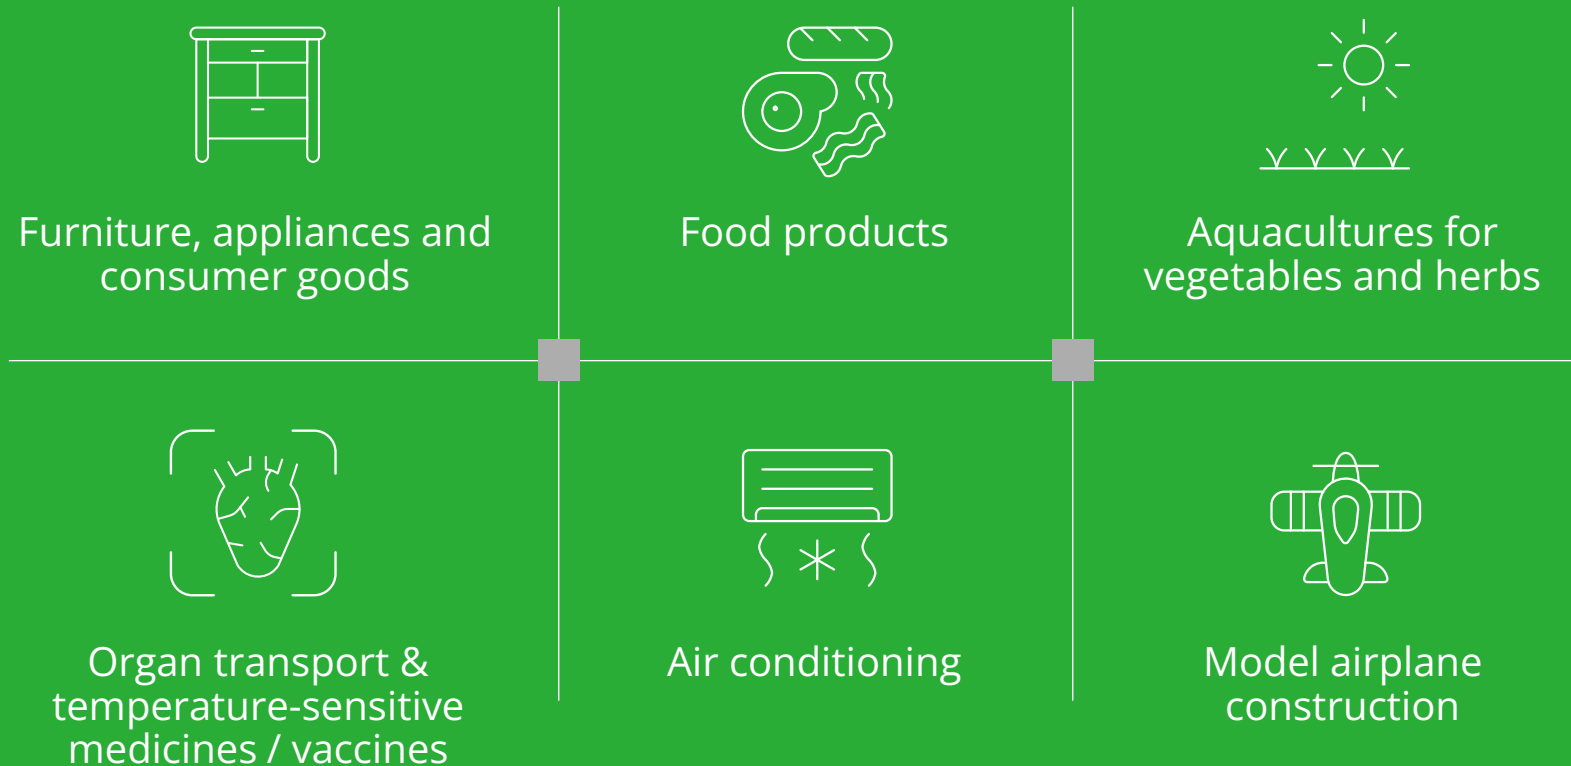 Furniture, appliances and
consumer goods
Food products
Aquacultures for
vegetables and herbs
Organ transport &
temperature-sensitive
medicines / vaccines
Air conditioning
Model airplane
construction